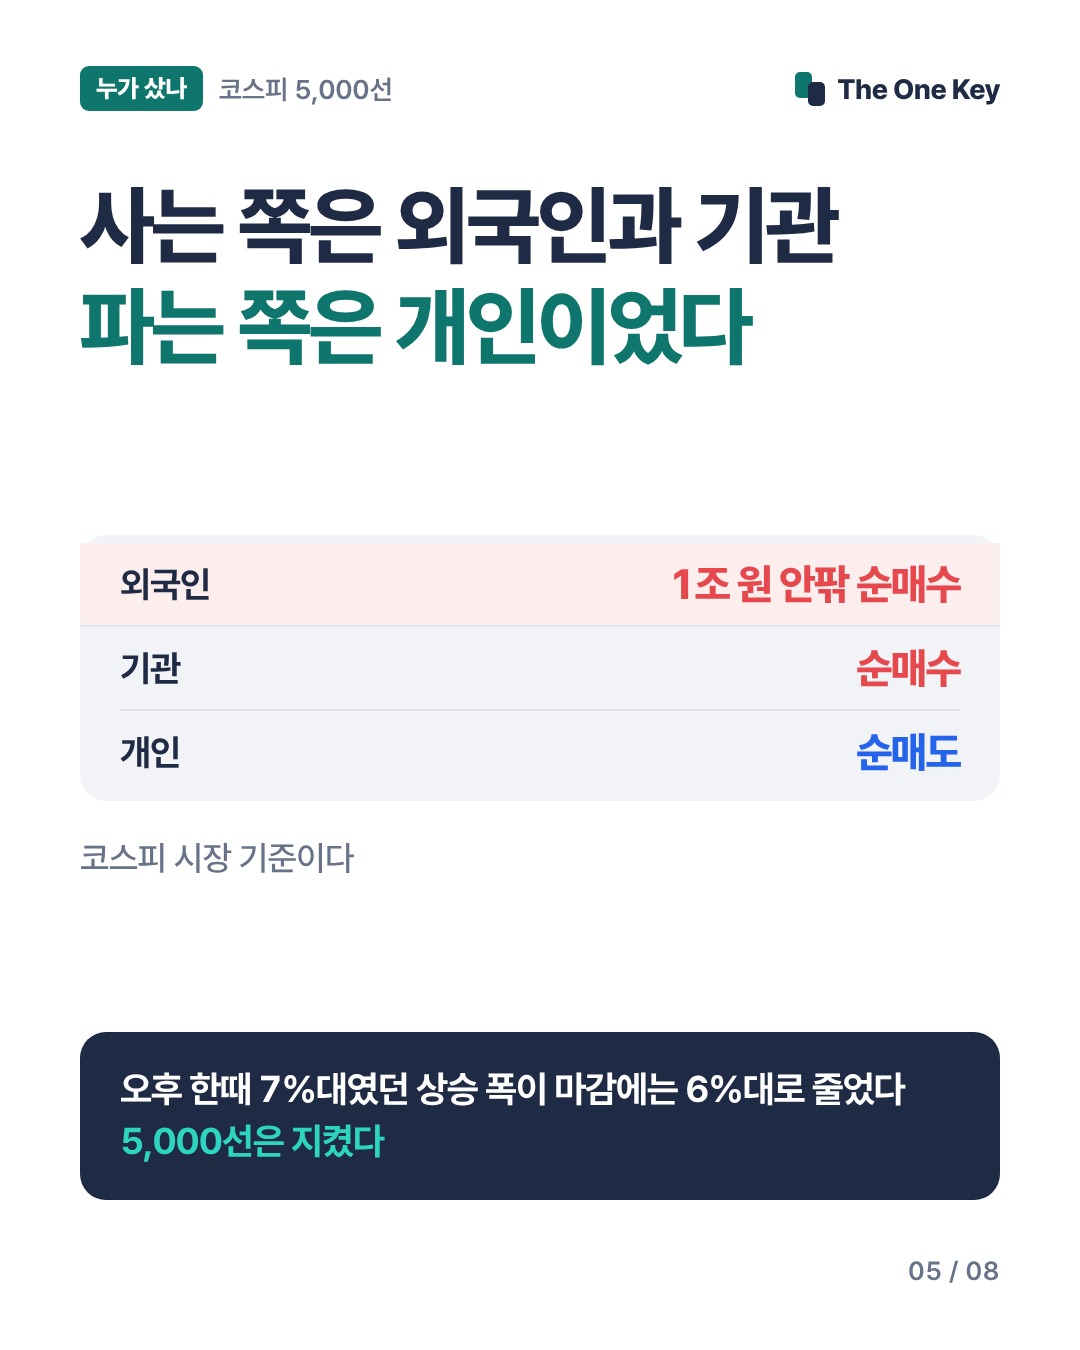 누가 샀나 코스피 5,000선
The One Key
사는 쪽은 외국인과 기관
파는 쪽은 개인이었다
외국인 1조 원 안팎 순매수
기관 순매수
개인 순매도
코스피 시장 기준이다
오후 한때 7%대였던 상승 폭이 마감에는 6%대로 줄었다
5,000선은 지켰다
05 / 08